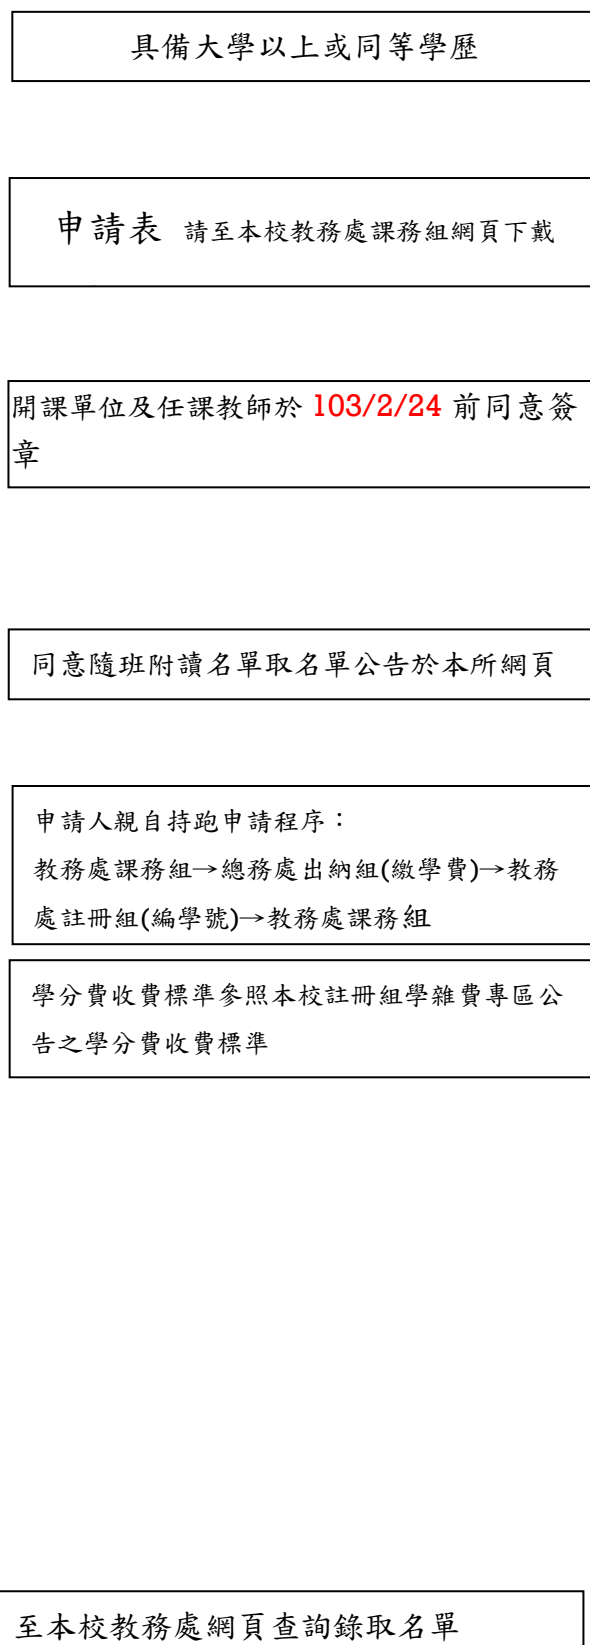 具備大學以上或同等學歷
申請表 請至本校教務處課務組網頁下戴
開課單位及任課教師於 103/2/24 前同意簽
章
同意隨班附讀名單取名單公告於本所網頁
申請人親自持跑申請程序：
教務處課務組→總務處出納組(繳學費)→教務
處註冊組(編學號)→教務處課務組
學分費收費標準參照本校註冊組學雜費專區公
告之學分費收費標準
至本校教務處網頁查詢錄取名單